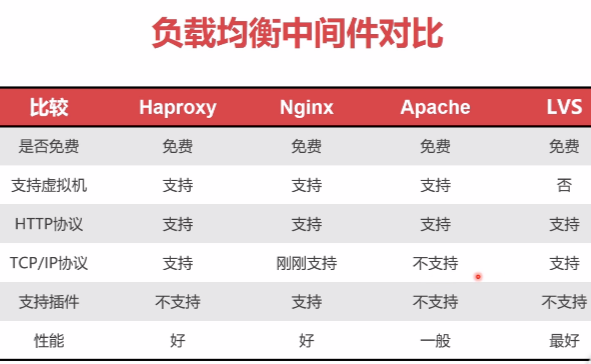 负载均衡中间件对比
比较 Haproxy Nginx Apache LVS
是否免费 免费 免费 免费 免费
支持虚拟机 支持 支持 支持 否
HTTP协议 支持 支持 支持 支持
TCP/IP协议 支持 刚刚支持 不支持 支持
支持插件 不支持 支持 不支持 不支持
性能 好 好 一般 最好